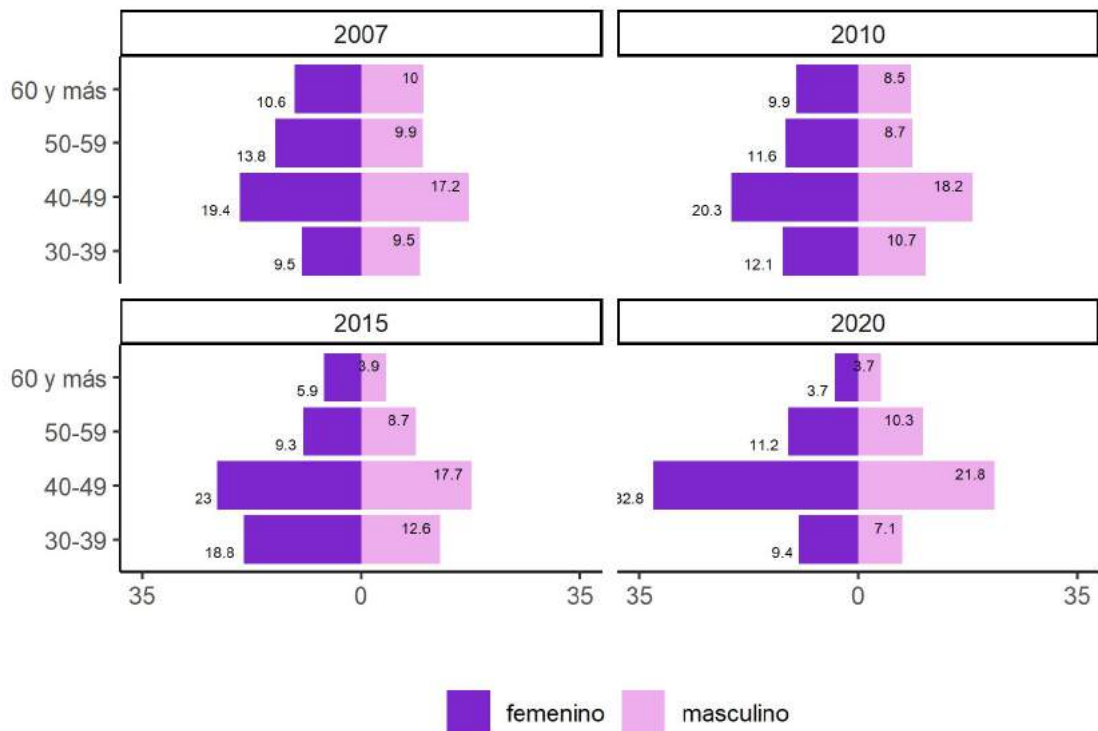 2007 2010
60 y más 10.6 10 9.9 8.5
50-59 13.8 9.9 11.6 8.7
40-49 19.4 17.2 20.3 18.2
30-39 9.5 9.5 12.1 10.7
2015 2020
60 y más 5.9 3.9 3.7 3.7
50-59 9.3 8.7 11.2 10.3
40-49 23 17.7 32.8 21.8
30-39 18.8 12.6 9.4 7.1
35 0 35 35 0 35
femenino masculino